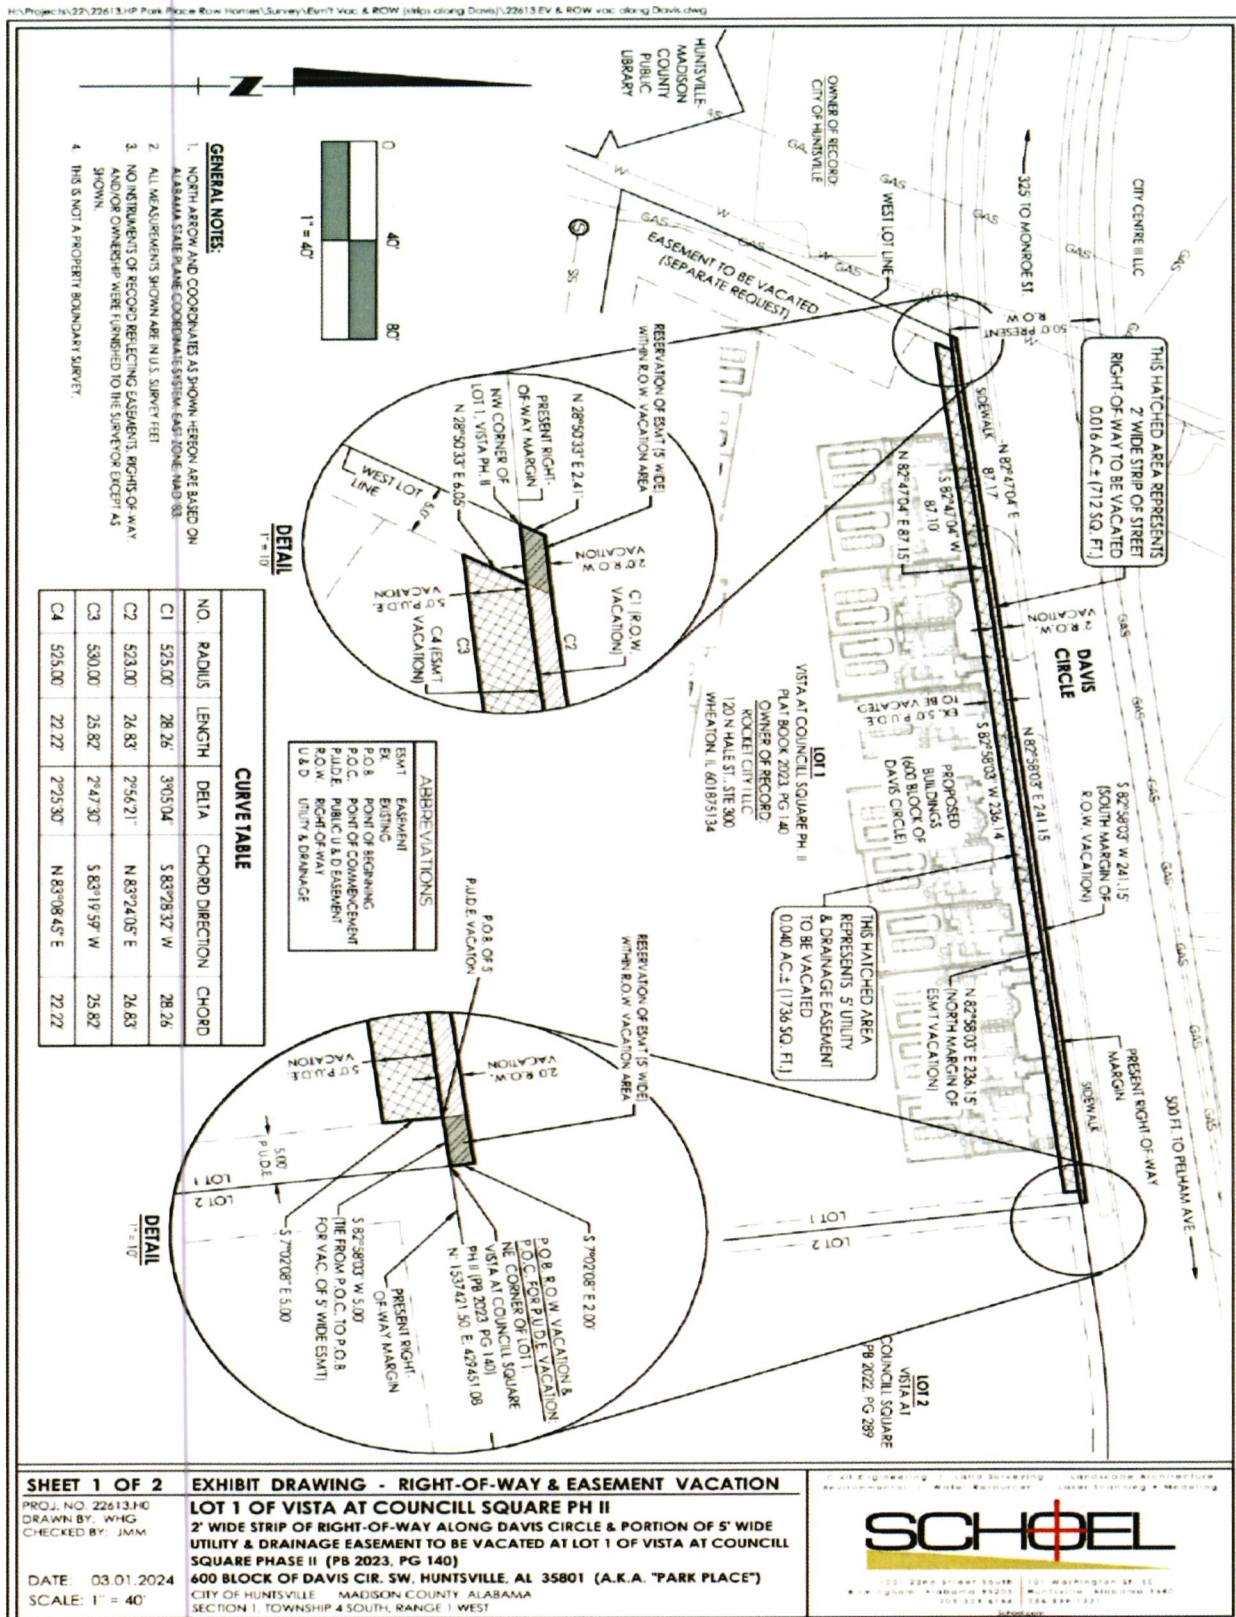 H:\Projects\22\22613.HP Park Place Row Homes\Survey\Esm't Vac & ROW (strips along Davis)\22613 EV & ROW vac along Davis.dwg
HUNTSVILLE-
MADISON
COUNTY
PUBLIC
LIBRARY
OWNER OF RECORD:
CITY OF HUNTSVILLE
WEST LOT LINE
EASEMENT TO BE VACATED
(SEPARATE REQUEST)
325 TO MONROE ST.
CITY CENTRE II LLC
50.0' PRESENT
R.O.W.
THIS HATCHED AREA REPRESENTS
2' WIDE STRIP OF STREET
RIGHT-OF-WAY TO BE VACATED
0.016 AC.± (712 SQ. FT.)
SIDEWALK
N 82°47'04" E
87.17'
S 82°47'04" W
87.10'
N 82°47'04" E 87.15'
2' R.O.W.
VACATION
DAVIS
CIRCLE
EX. 5.0' P.U.D.E.
TO BE VACATED
N 82°58'03" E 241.15'
S 82°58'03" W 236.14'
S 82°58'03" W 241.15'
(SOUTH MARGIN OF
R.O.W. VACATION)
PROPOSED
BUILDINGS
(600 BLOCK OF
DAVIS CIRCLE)
THIS HATCHED AREA
REPRESENTS 5' UTILITY
& DRAINAGE EASEMENT
TO BE VACATED
0.040 AC.± (1736 SQ. FT.)
N 82°58'03" E 236.15'
(NORTH MARGIN OF
ESM'T VACATION)
PRESENT RIGHT-OF-WAY
MARGIN
SIDEWALK
500 FT. TO PELHAM AVE.
GAS
GAS
GAS
GAS
W
W
SS
S
LOT 1
VISTA AT COUNCILL SQUARE PH. II
PLAT BOOK 2023, PG 140
OWNER OF RECORD:
ROCKET CITY I LLC
120 N HALE ST., STE 300
WHEATON, IL 601875134
LOT 1
LOT 2
LOT 2
VISTA AT
COUNCILL SQUARE
PB 2022, PG 289
0
40'
80'
1" = 40'
N
GENERAL NOTES:
1. NORTH ARROW AND COORDINATES AS SHOWN HEREON ARE BASED ON
ALABAMA STATE PLANE COORDINATE SYSTEM, EAST ZONE, NAD '83
2. ALL MEASUREMENTS SHOWN ARE IN U.S. SURVEY FEET
3. NO INSTRUMENTS OF RECORD REFLECTING EASEMENTS, RIGHTS-OF-WAY,
AND/OR OWNERSHIP WERE FURNISHED TO THE SURVEYOR EXCEPT AS
SHOWN.
4. THIS IS NOT A PROPERTY BOUNDARY SURVEY.
RESERVATION OF ESM'T (5' WIDE)
WITHIN R.O.W. VACATION AREA
N 28°50'33" E 2.41'
PRESENT RIGHT-
OF-WAY MARGIN
NW CORNER OF
LOT 1, VISTA PH. II
N 28°50'33" E 6.05'
WEST LOT
LINE
2.0' R.O.W.
VACATION
C1 (R.O.W.
VACATION)
C2
C3
C4 (ESM'T
VACATION)
5.0' P.U.D.E.
VACATION
DETAIL
1" = 10'
ABBREVIATIONS
ESM'T EASEMENT
EX. EXISTING
P.O.B. POINT OF BEGINNING
P.O.C. POINT OF COMMENCEMENT
P.U.D.E. PUBLIC U & D EASEMENT
R.O.W. RIGHT-OF-WAY
U & D UTILITY & DRAINAGE
CURVE TABLE
NO. RADIUS LENGTH DELTA CHORD DIRECTION CHORD
C1 525.00' 28.26' 3°05'04" S 83°28'32" W 28.26'
C2 523.00' 26.83' 2°56'21" N 83°24'05" E 26.83'
C3 530.00' 25.82' 2°47'30" S 83°19'59" W 25.82'
C4 525.00' 22.22' 2°25'30" N 83°08'45" E 22.22'
P.O.B. OF 5'
P.U.D.E. VACATION
RESERVATION OF ESM'T (5' WIDE)
WITHIN R.O.W. VACATION AREA
2.0' R.O.W.
VACATION
5.0' P.U.D.E.
VACATION
5.00'
P.U.D.E.
LOT 1
LOT 2
S 7°02'08" E 2.00'
P.O.B. R.O.W. VACATION &
P.O.C. FOR P.U.D.E. VACATION:
NE CORNER OF LOT 1,
VISTA AT COUNCILL SQUARE
PH II (PB 2023, PG 140)
N: 1537421.50, E: 429451.08
PRESENT RIGHT-
OF-WAY MARGIN
S 82°58'03" W 5.00'
(TIE FROM P.O.C. TO P.O.B.
FOR VAC. OF 5' WIDE ESM'T)
S 7°02'08" E 5.00'
DETAIL
1" = 10'
SHEET 1 OF 2
PROJ. NO. 22613.H0
DRAWN BY: WHG
CHECKED BY: JMM
DATE: 03.01.2024
SCALE: 1" = 40'
EXHIBIT DRAWING - RIGHT-OF-WAY & EASEMENT VACATION
LOT 1 OF VISTA AT COUNCILL SQUARE PH II
2' WIDE STRIP OF RIGHT-OF-WAY ALONG DAVIS CIRCLE & PORTION OF 5' WIDE
UTILITY & DRAINAGE EASEMENT TO BE VACATED AT LOT 1 OF VISTA AT COUNCILL
SQUARE PHASE II (PB 2023, PG 140)
600 BLOCK OF DAVIS CIR. SW, HUNTSVILLE, AL 35801 (A.K.A. "PARK PLACE")
CITY OF HUNTSVILLE MADISON COUNTY, ALABAMA
SECTION 1, TOWNSHIP 4 SOUTH, RANGE 1 WEST
Civil Engineering | Land Surveying | Landscape Architecture
Environmental | Water Resources | Laser Scanning + Modeling
SCHOEL